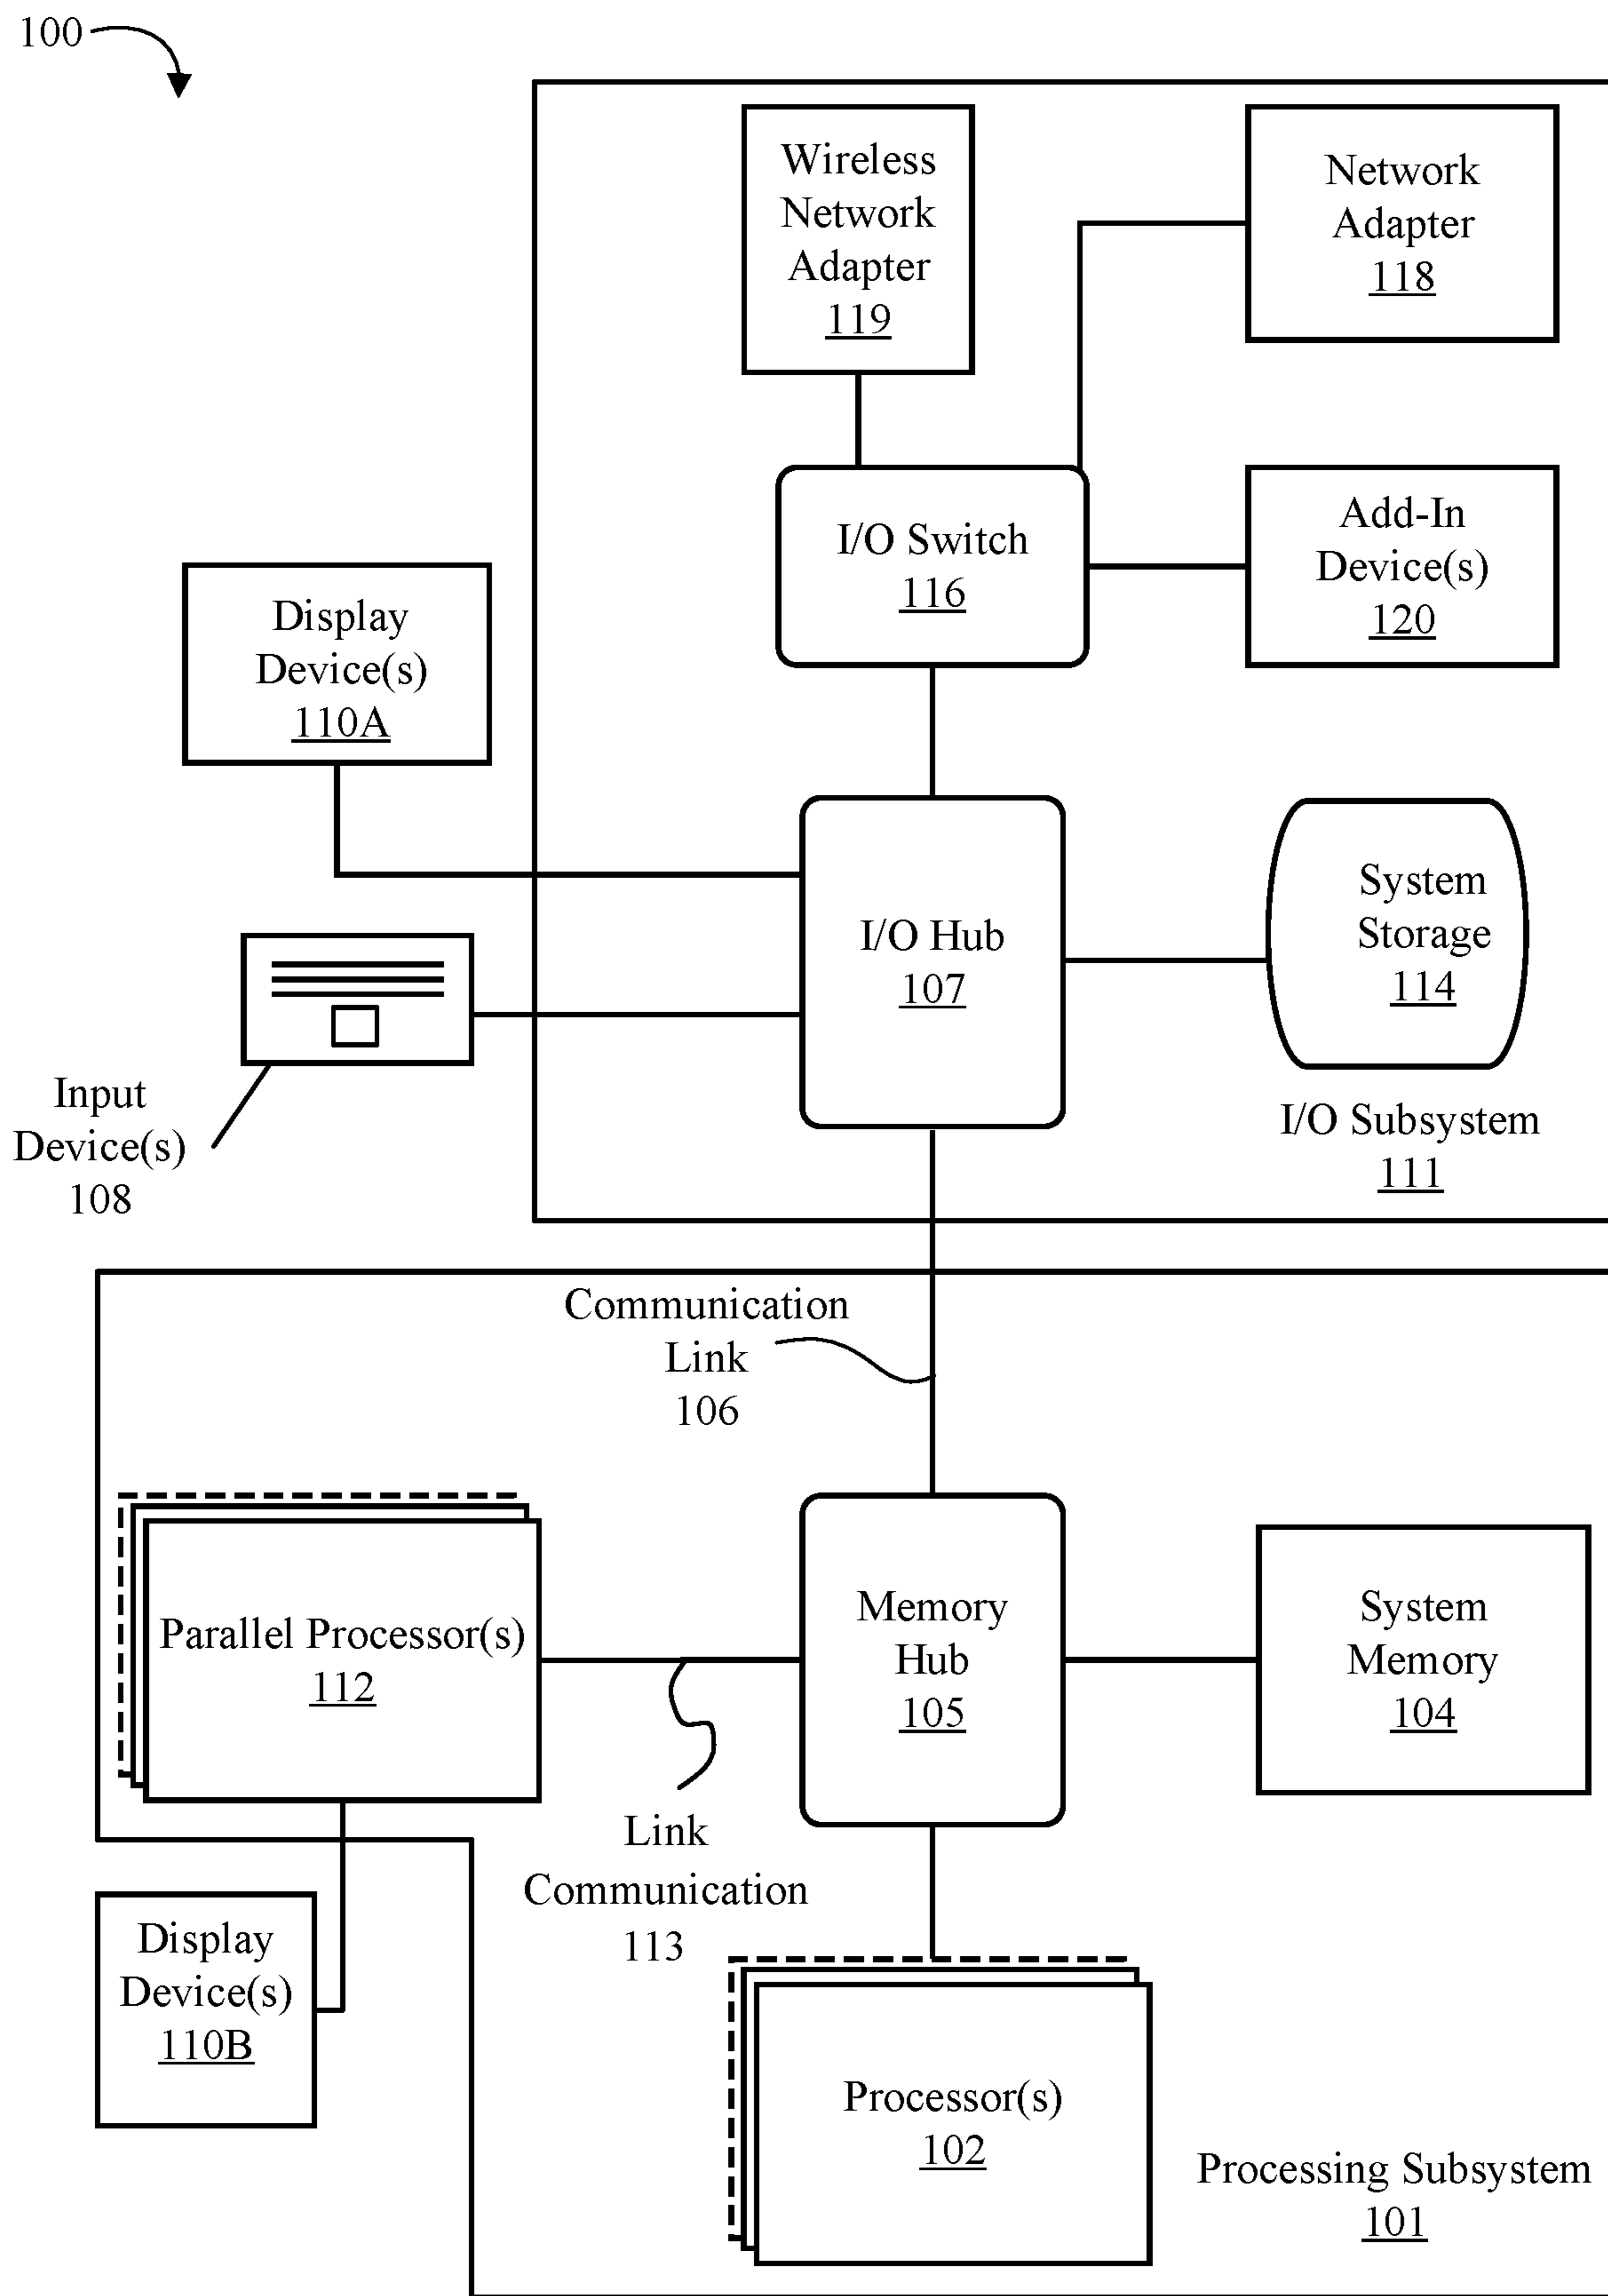 100
Wireless
Network
Adapter
119
Network
Adapter
118
I/O Switch
116
Add-In
Device(s)
120
Display
Device(s)
110A
I/O Hub
107
System
Storage
114
Input
Device(s)
108
I/O Subsystem
111
Communication
Link
106
Parallel Processor(s)
112
Memory
Hub
105
System
Memory
104
Link
Communication
113
Display
Device(s)
110B
Processor(s)
102
Processing Subsystem
101